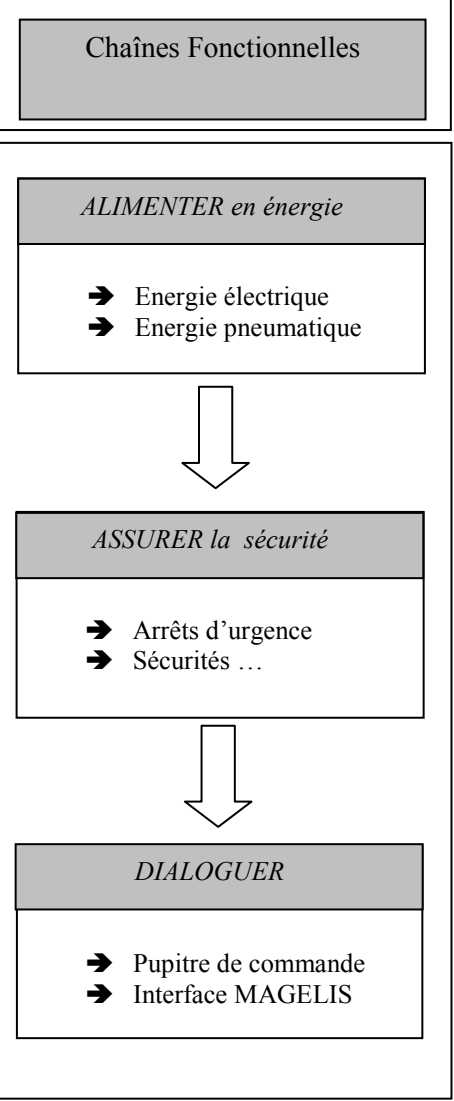 Chaînes Fonctionnelles
ALIMENTER en énergie
➔ Energie électrique
➔ Energie pneumatique
ASSURER la sécurité
➔ Arrêts d’urgence
➔ Sécurités …
DIALOGUER
➔ Pupitre de commande
➔ Interface MAGELIS